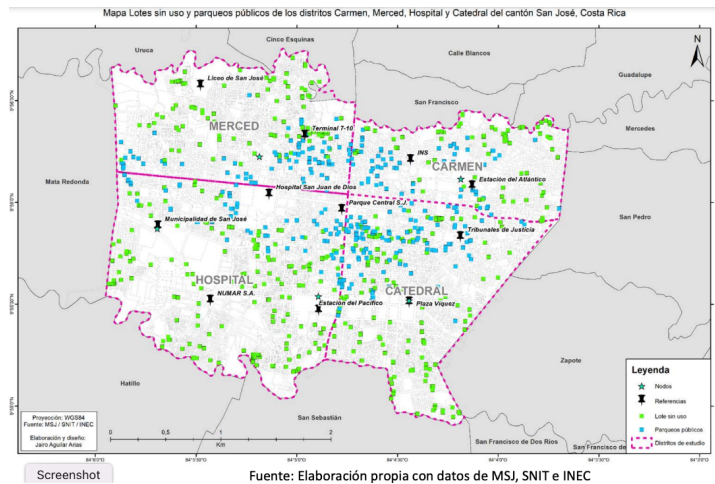 Mapa Lotes sin uso y parqueos públicos de los distritos Carmen, Merced, Hospital y Catedral del cantón San José, Costa Rica
Cinco Esquinas
Uruca
Calle Blancos
N
Liceo de San José
Guadalupe
San Francisco
MERCED
Terminal 7-10
Mercedes
INS
CARMEN
Estación del Atlántico
Mata Redonda
Hospital San Juan de Dios
Parque Central S.J.
Municipalidad de San José
San Pedro
Tribunales de Justicia
HOSPITAL
NUMAR S.A.
CATEDRAL
Estación del Pacífico
Plaza Víquez
Zapote
Hatillo
San Sebastián
San Francisco de Dos Ríos
San Francisco de
Leyenda
Nodos
Referencias
Lote sin uso
Parqueos públicos
Distritos de estudio
Proyección: WGS84
Fuente: MSJ / SNIT / INEC
Elaboración y diseño:
Jairo Aguilar Arias
0 0.5 1 2
Km
Screenshot
Fuente: Elaboración propia con datos de MSJ, SNIT e INEC